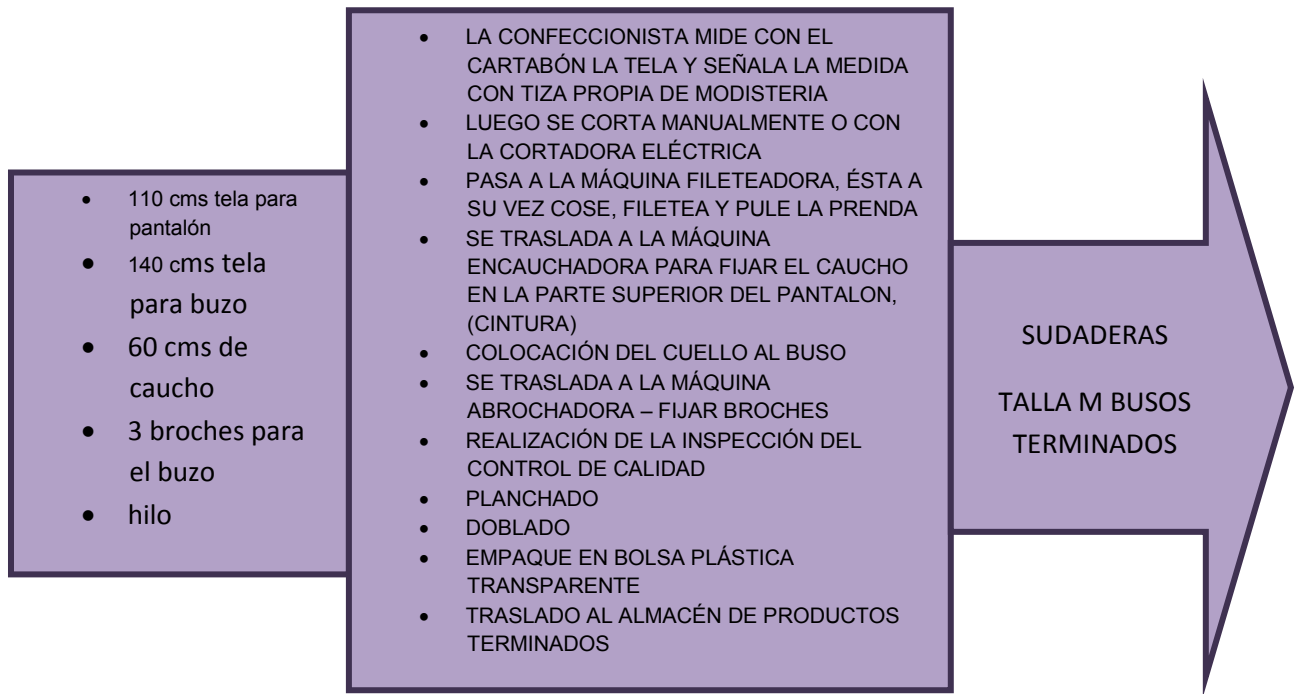 • 110 cms tela para
pantalón
• 140 cms tela
para buzo
• 60 cms de
caucho
• 3 broches para
el buzo
• hilo
• LA CONFECCIONISTA MIDE CON EL
CARTABÓN LA TELA Y SEÑALA LA MEDIDA
CON TIZA PROPIA DE MODISTERIA
• LUEGO SE CORTA MANUALMENTE O CON
LA CORTADORA ELÉCTRICA
• PASA A LA MÁQUINA FILETEADORA, ÉSTA A
SU VEZ COSE, FILETEA Y PULE LA PRENDA
• SE TRASLADA A LA MÁQUINA
ENCAUCHADORA PARA FIJAR EL CAUCHO
EN LA PARTE SUPERIOR DEL PANTALON,
(CINTURA)
• COLOCACIÓN DEL CUELLO AL BUSO
• SE TRASLADA A LA MÁQUINA
ABROCHADORA – FIJAR BROCHES
• REALIZACIÓN DE LA INSPECCIÓN DEL
CONTROL DE CALIDAD
• PLANCHADO
• DOBLADO
• EMPAQUE EN BOLSA PLÁSTICA
TRANSPARENTE
• TRASLADO AL ALMACÉN DE PRODUCTOS
TERMINADOS
SUDADERAS
TALLA M BUSOS
TERMINADOS